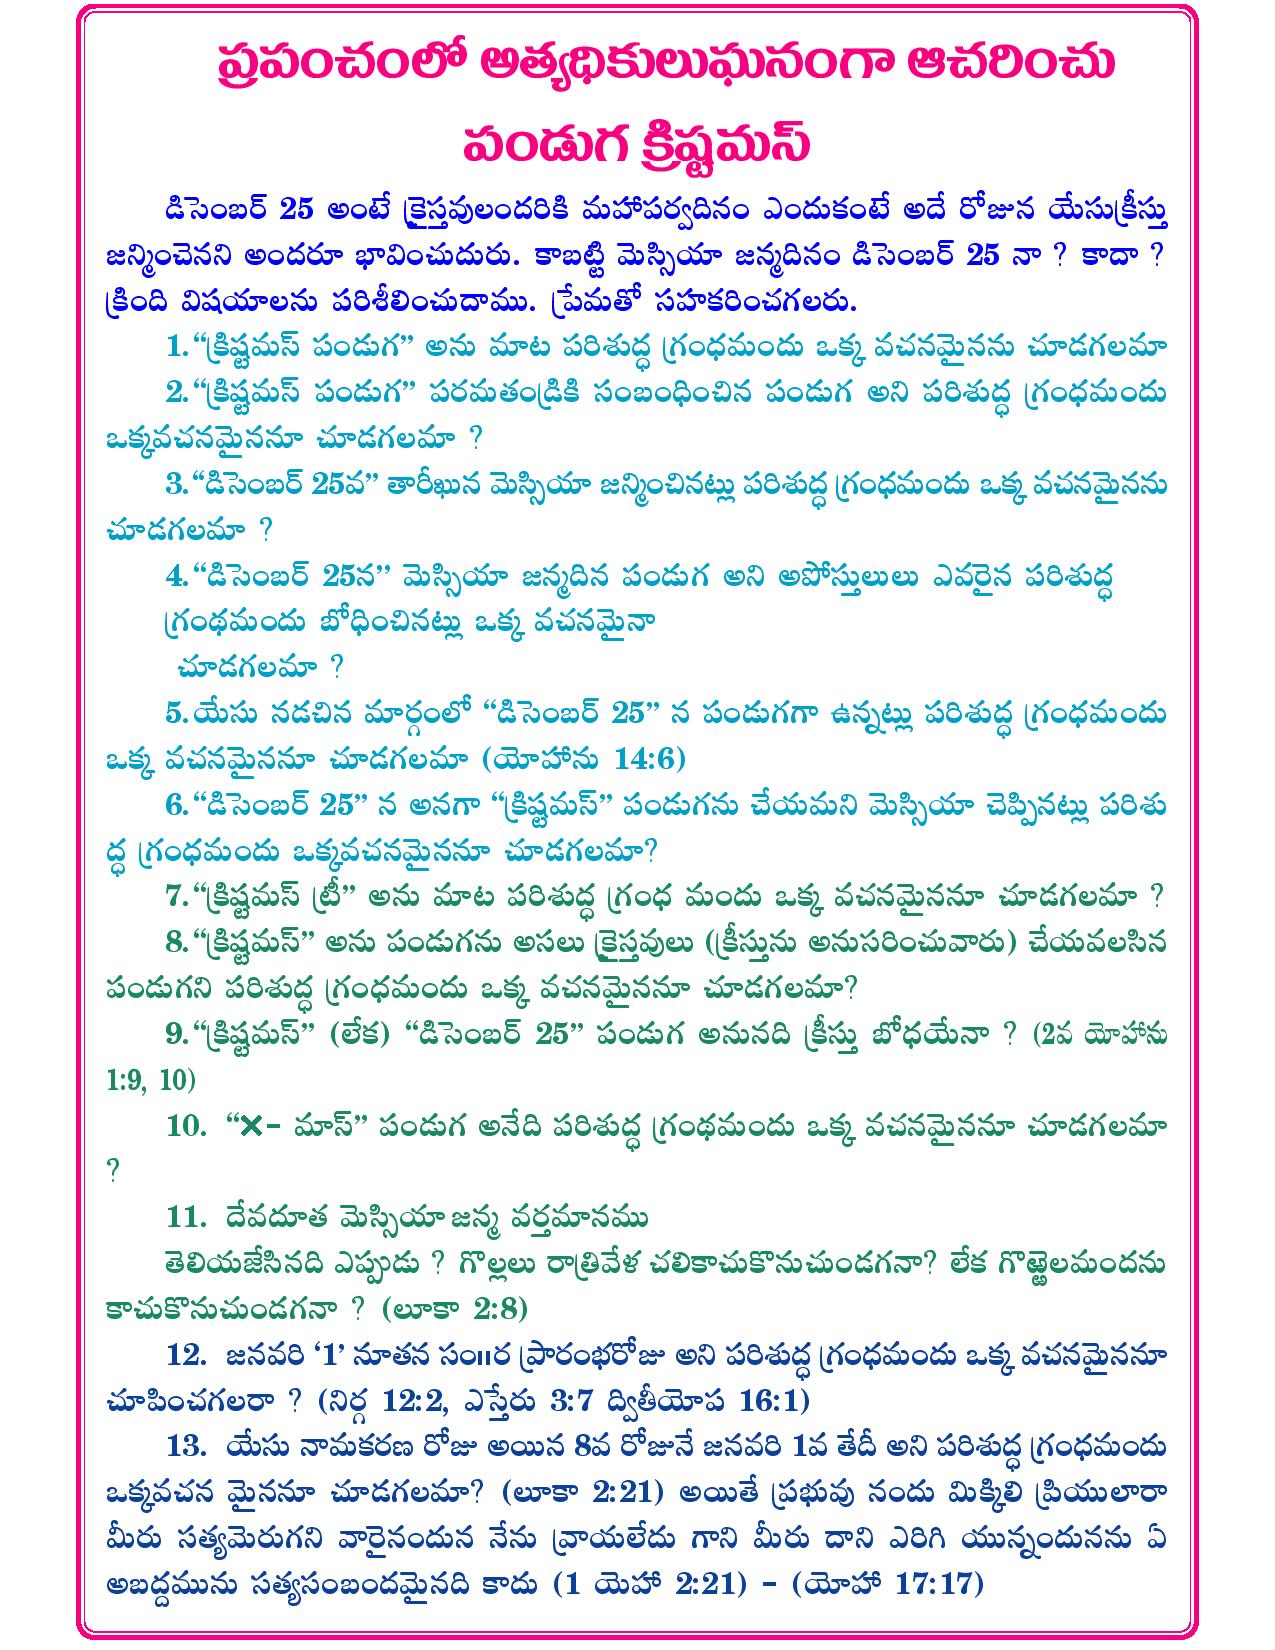 ప్రపంచంలో అత్యధికులుఘనంగా ఆచరించు
పండుగ క్రిష్టమస్
డిసెంబర్ 25 అంటే క్రైస్తవులందరికి మహాపర్వదినం ఎందుకంటే అదే రోజున యేసుక్రీస్తు
జన్మించెనని అందరూ భావించుదురు. కాబట్టి మెస్సియా జన్మదినం డిసెంబర్ 25 నా ? కాదా ?
క్రింది విషయాలను పరిశీలించుదాము. ప్రేమతో సహకరించగలరు.
1.“క్రిష్టమస్ పండుగ” అను మాట పరిశుద్ధ గ్రంధమందు ఒక్క వచనమైనను చూడగలమా
2.“క్రిష్టమస్ పండుగ” పరమతండ్రికి సంబంధించిన పండుగ అని పరిశుద్ధ గ్రంధమందు
ఒక్కవచనమైననూ చూడగలమా ?
3.“డిసెంబర్ 25వ” తారీఖున మెస్సియా జన్మించినట్లు పరిశుద్ధ గ్రంధమందు ఒక్క వచనమైనను
చూడగలమా ?
4.“డిసెంబర్ 25న” మెస్సియా జన్మదిన పండుగ అని అపోస్తులులు ఎవరైన పరిశుద్ధ
గ్రంథమందు బోధించినట్లు ఒక్క వచనమైనా
చూడగలమా ?
5.యేసు నడచిన మార్గంలో “డిసెంబర్ 25” న పండుగగా ఉన్నట్లు పరిశుద్ధ గ్రంధమందు
ఒక్క వచనమైననూ చూడగలమా (యోహాను 14:6)
6.“డిసెంబర్ 25” న అనగా “క్రిష్టమస్” పండుగను చేయమని మెస్సియా చెప్పినట్లు పరిశు
ద్ధ గ్రంధమందు ఒక్కవచనమైననూ చూడగలమా?
7.“క్రిష్టమస్ ట్రీ” అను మాట పరిశుద్ధ గ్రంధ మందు ఒక్క వచనమైననూ చూడగలమా ?
8.“క్రిష్టమస్” అను పండుగను అసలు క్రైస్తవులు (క్రీస్తును అనుసరించువారు) చేయవలసిన
పండుగని పరిశుద్ధ గ్రంధమందు ఒక్క వచనమైననూ చూడగలమా?
9.“క్రిష్టమస్” (లేక) “డిసెంబర్ 25” పండుగ అనునది క్రీస్తు బోధయేనా ? (2వ యోహాను
1:9, 10)
10. “×- మాస్” పండుగ అనేది పరిశుద్ధ గ్రంథమందు ఒక్క వచనమైననూ చూడగలమా
?
11. దేవదూత మెస్సియా జన్మ వర్తమానము
తెలియజేసినది ఎప్పుడు ? గొల్లలు రాత్రివేళ చలికాచుకొనుచుండగనా? లేక గొఱ్ఱెలమందను
కాచుకొనుచుండగనా ? (లూకా 2:8)
12. జనవరి ‘1’ నూతన సం॥ర ప్రారంభరోజు అని పరిశుద్ధ గ్రంధమందు ఒక్క వచనమైననూ
చూపించగలరా ? (నిర్గ 12:2, ఎస్తేరు 3:7 ద్వితీయోప 16:1)
13. యేసు నామకరణ రోజు అయిన 8వ రోజునే జనవరి 1వ తేదీ అని పరిశుద్ధ గ్రంధమందు
ఒక్కవచన మైననూ చూడగలమా? (లూకా 2:21) అయితే ప్రభువు నందు మిక్కిలి ప్రియులారా
మీరు సత్యమెరుగని వారైనందున నేను వ్రాయలేదు గాని మీరు దాని ఎరిగి యున్నందునను ఏ
అబద్దమును సత్యసంబందమైనది కాదు (1 యెహా 2:21) - (యోహా 17:17)